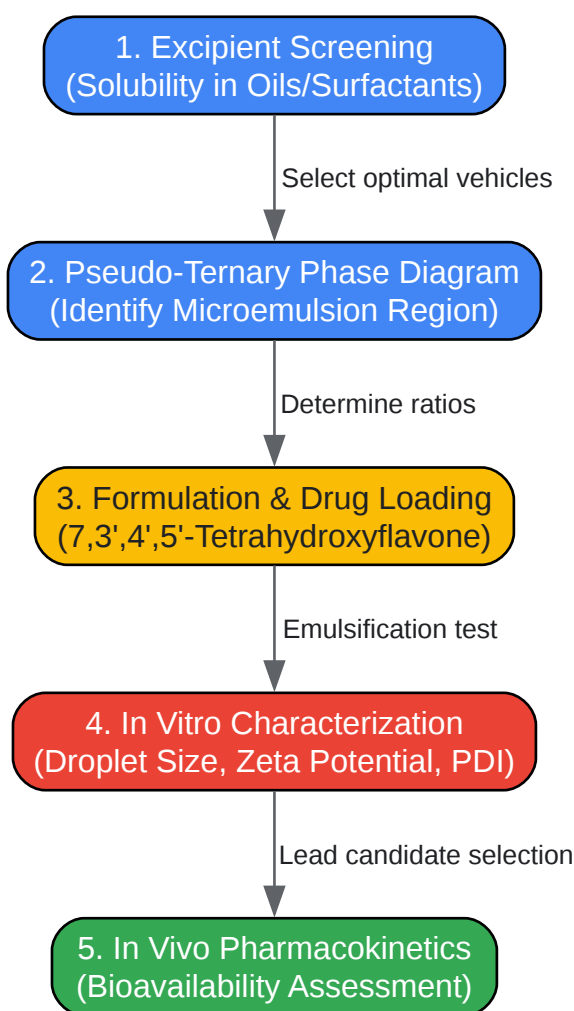 1. Excipient Screening
(Solubility in Oils/Surfactants)
Select optimal vehicles
2. Pseudo-Ternary Phase Diagram
(Identify Microemulsion Region)
Determine ratios
3. Formulation & Drug Loading
(7,3',4',5'-Tetrahydroxyflavone)
Emulsification test
4. In Vitro Characterization
(Droplet Size, Zeta Potential, PDI)
Lead candidate selection
5. In Vivo Pharmacokinetics
(Bioavailability Assessment)